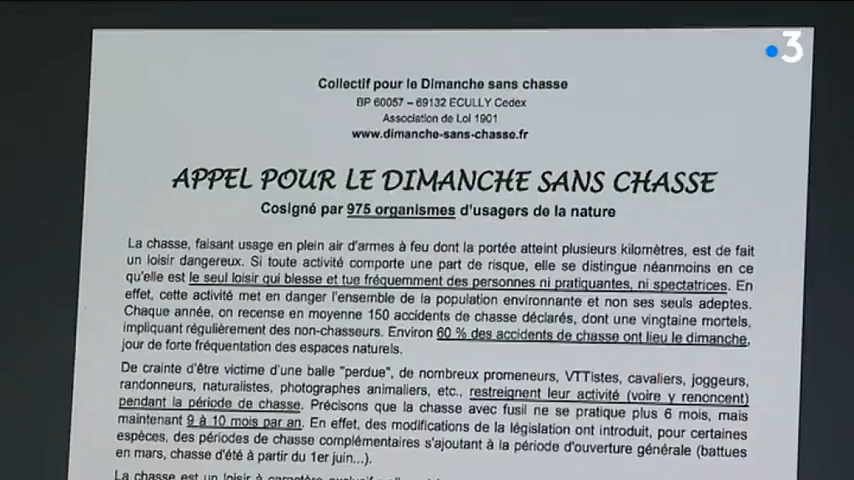 3
Collectif pour le Dimanche sans chasse
BP 60057 – 69132 ECULLY Cedex
Association de Loi 1901
www.dimanche-sans-chasse.fr
APPEL POUR LE DIMANCHE SANS CHASSE
Cosigné par 975 organismes d'usagers de la nature
La chasse, faisant usage en plein air d'armes à feu dont la portée atteint plusieurs kilomètres, est de fait
un loisir dangereux. Si toute activité comporte une part de risque, elle se distingue néanmoins en ce
qu'elle est le seul loisir qui blesse et tue fréquemment des personnes ni pratiquantes, ni spectatrices. En
effet, cette activité met en danger l'ensemble de la population environnante et non ses seuls adeptes.
Chaque année, on recense en moyenne 150 accidents de chasse déclarés, dont une vingtaine mortels,
impliquant régulièrement des non-chasseurs. Environ 60 % des accidents de chasse ont lieu le dimanche,
jour de forte fréquentation des espaces naturels.
De crainte d'être victime d'une balle "perdue", de nombreux promeneurs, VTTistes, cavaliers, joggeurs,
randonneurs, naturalistes, photographes animaliers, etc., restreignent leur activité (voire y renoncent)
pendant la période de chasse. Précisons que la chasse avec fusil ne se pratique plus 6 mois, mais
maintenant 9 à 10 mois par an. En effet, des modifications de la législation ont introduit, pour certaines
espèces, des périodes de chasse complémentaires s'ajoutant à la période d'ouverture générale (battues
en mars, chasse d'été à partir du 1er juin...).
La chasse est un loisir à caractère